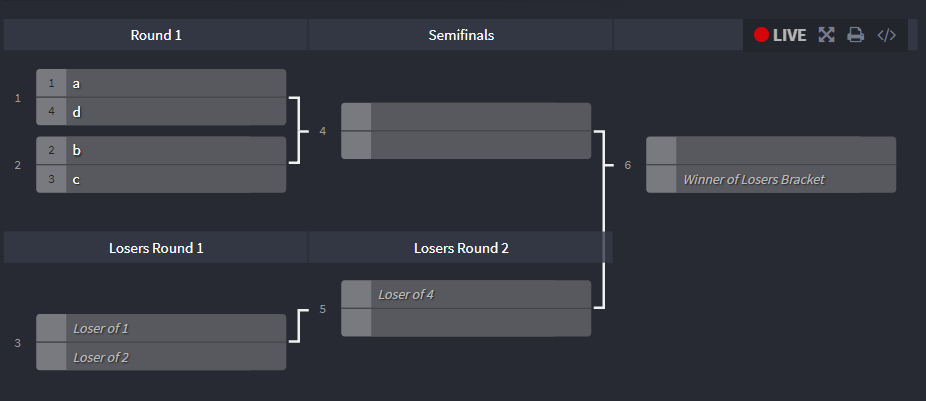 Round 1
Semifinals
LIVE
1
1 a
4 d
2
2 b
3 c
4
6
Winner of Losers Bracket
Losers Round 1
Losers Round 2
3
Loser of 1
Loser of 2
5
Loser of 4